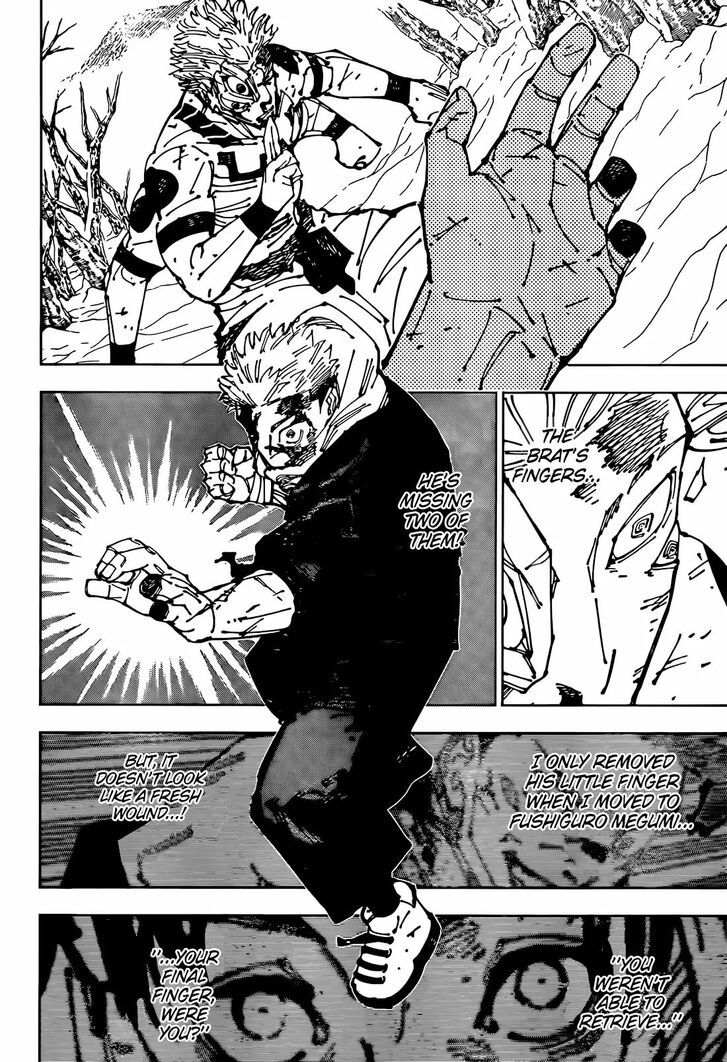 THE
BRAT'S
FINGERS...
HE'S
MISSING
TWO OF
THEM!
I ONLY REMOVED
HIS LITTLE FINGER
WHEN I MOVED TO
FUSHIGURO MEGUMI...
BUT, IT
DOESN'T LOOK
LIKE A FRESH
WOUND...!
"YOU
WEREN'T
ABLE TO
RETRIEVE..."
"...YOUR
FINAL
FINGER,
WERE
YOU?"